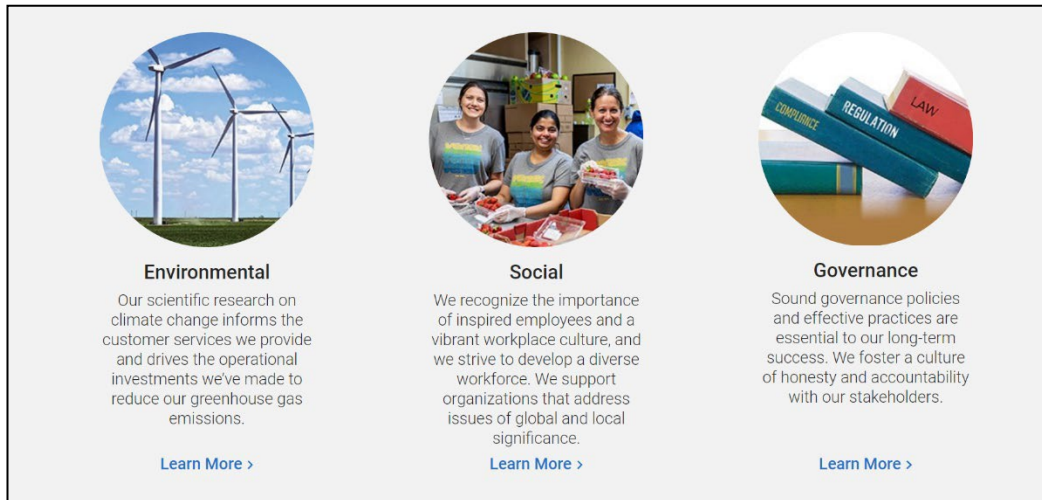 COMPLIANCE
REGULATION
LAW
Environmental
Our scientific research on
climate change informs the
customer services we provide
and drives the operational
investments we've made to
reduce our greenhouse gas
emissions.
Learn More >
Social
We recognize the importance
of inspired employees and a
vibrant workplace culture, and
we strive to develop a diverse
workforce. We support
organizations that address
issues of global and local
significance.
Learn More >
Governance
Sound governance policies
and effective practices are
essential to our long-term
success. We foster a culture
of honesty and accountability
with our stakeholders.
Learn More >